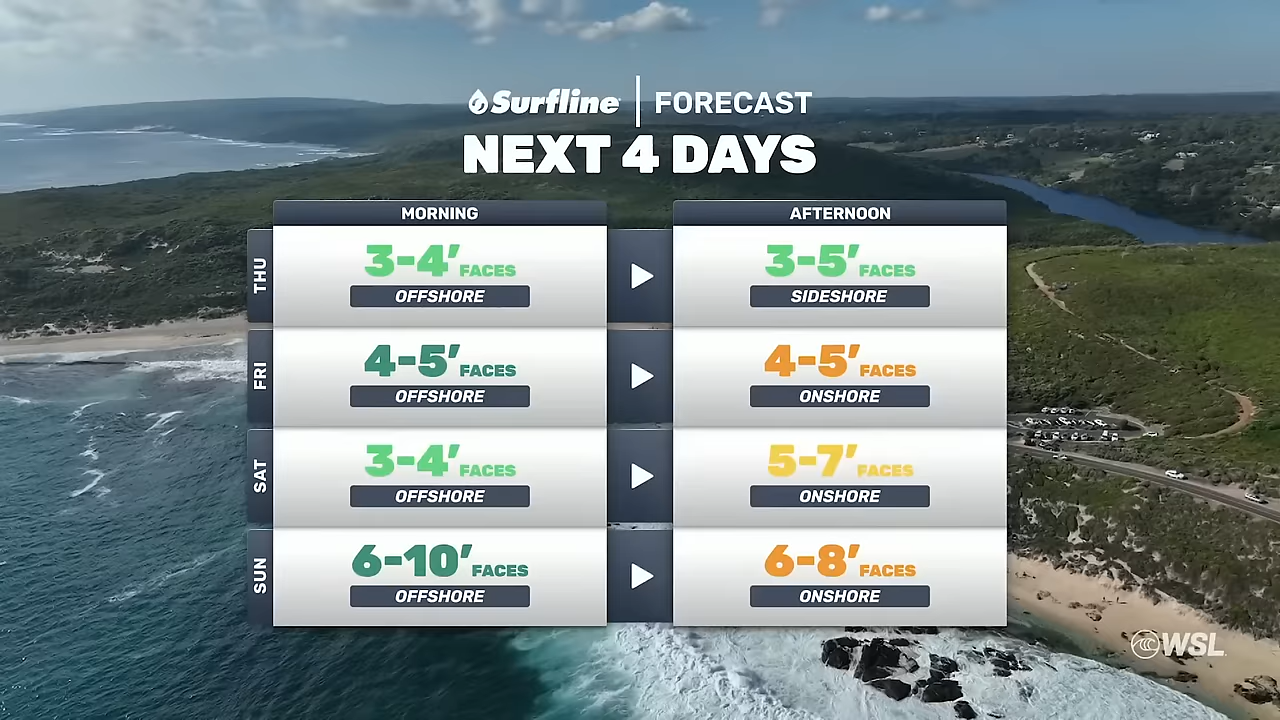 Surfline | FORECAST
NEXT 4 DAYS
MORNING
AFTERNOON
THU
3-4' FACES
OFFSHORE
3-5' FACES
SIDESHORE
FRI
4-5' FACES
OFFSHORE
4-5' FACES
ONSHORE
SAT
3-4' FACES
OFFSHORE
5-7' FACES
ONSHORE
SUN
6-10' FACES
OFFSHORE
6-8' FACES
ONSHORE
WSL